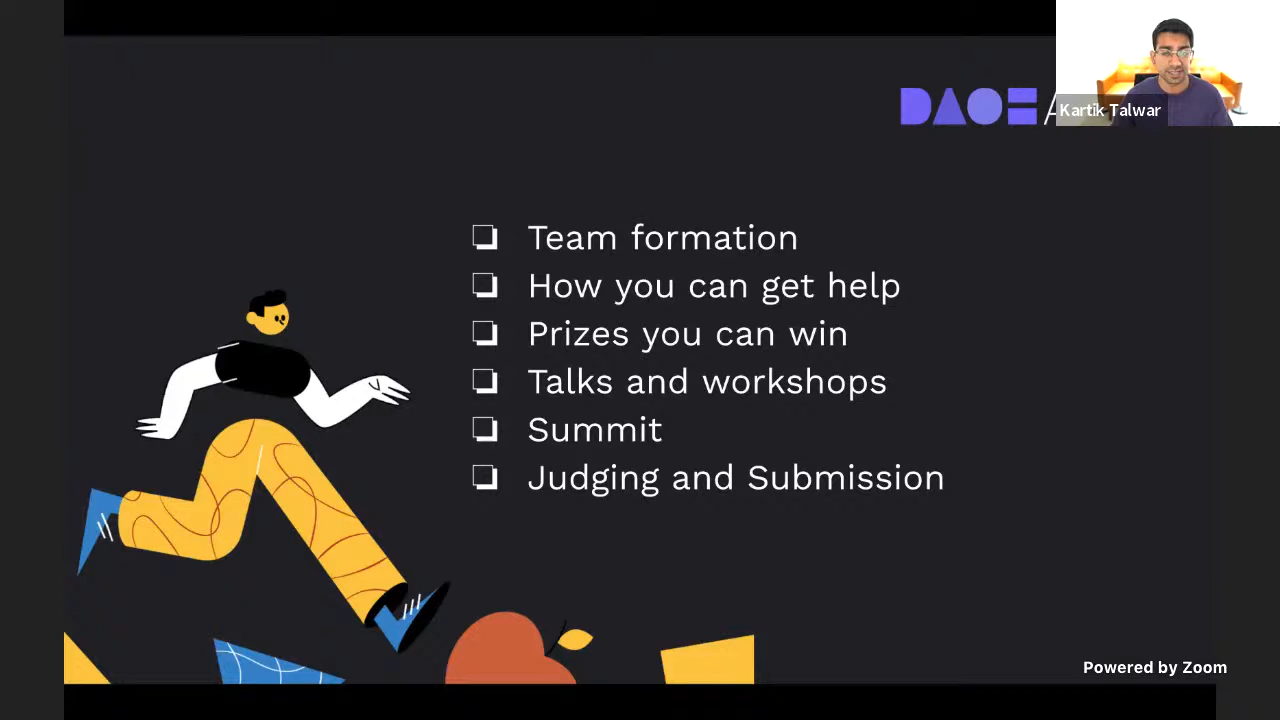 DAOE
Kartik Talwar
Team formation
How you can get help
Prizes you can win
Talks and workshops
Summit
Judging and Submission
Powered by Zoom